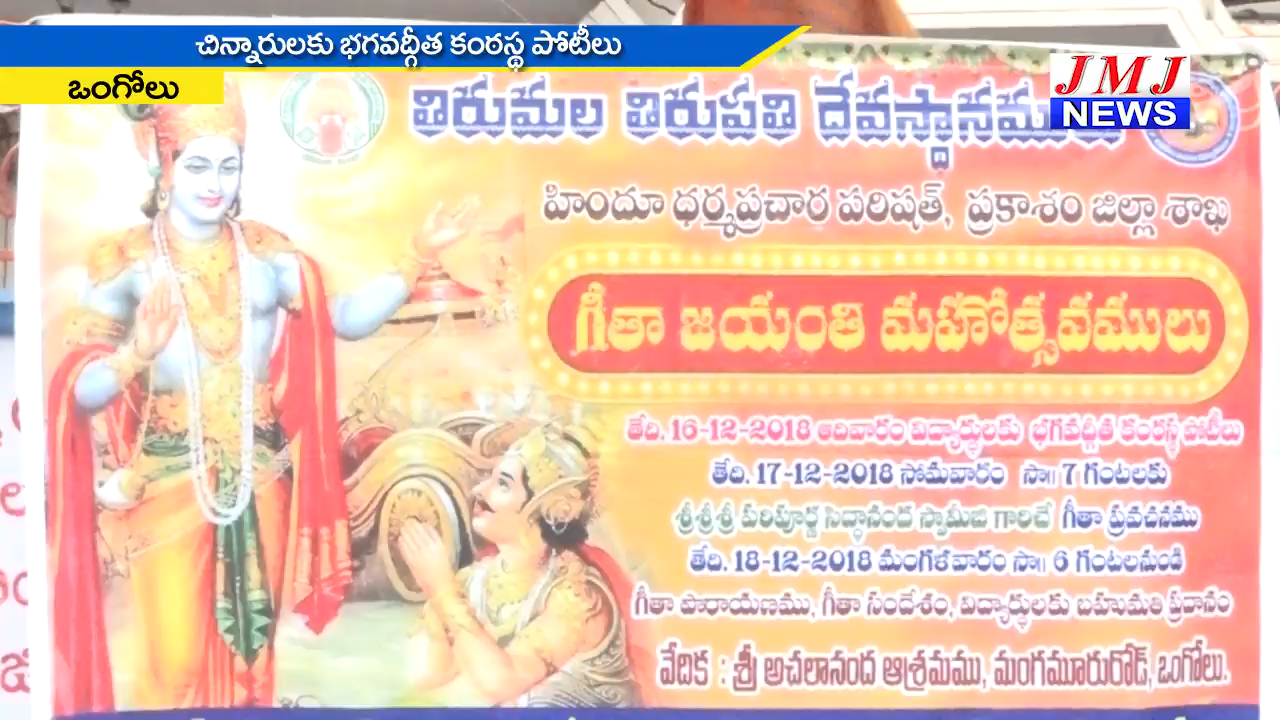 చిన్నారులకు భగవద్గీత కంఠస్థ పోటీలు
ఒంగోలు
JMJ
NEWS
తిరుమల తిరుపతి దేవస్థానములు
హిందూ ధర్మప్రచార పరిషత్, ప్రకాశం జిల్లా శాఖ
గీతా జయంతి మహోత్సవములు
తేది. 16-12-2018 ఆదివారం విద్యార్థులకు భగవద్గీత కంఠస్థ పోటీలు
తేది. 17-12-2018 సోమవారం సా॥ 7 గంటలకు
శ్రీశ్రీశ్రీ పరిపూర్ణ సిద్ధానంద స్వామిజి గారిచే గీతా ప్రవచనము
తేది. 18-12-2018 మంగళవారం సా॥ 6 గంటలనుండి
గీతా పారాయణము, గీతా సందేశం, విద్యార్థులకు బహుమతి ప్రదానం
వేదిక : శ్రీ అచలానంద ఆశ్రమము, మంగమూరురోడ్, ఒంగోలు.